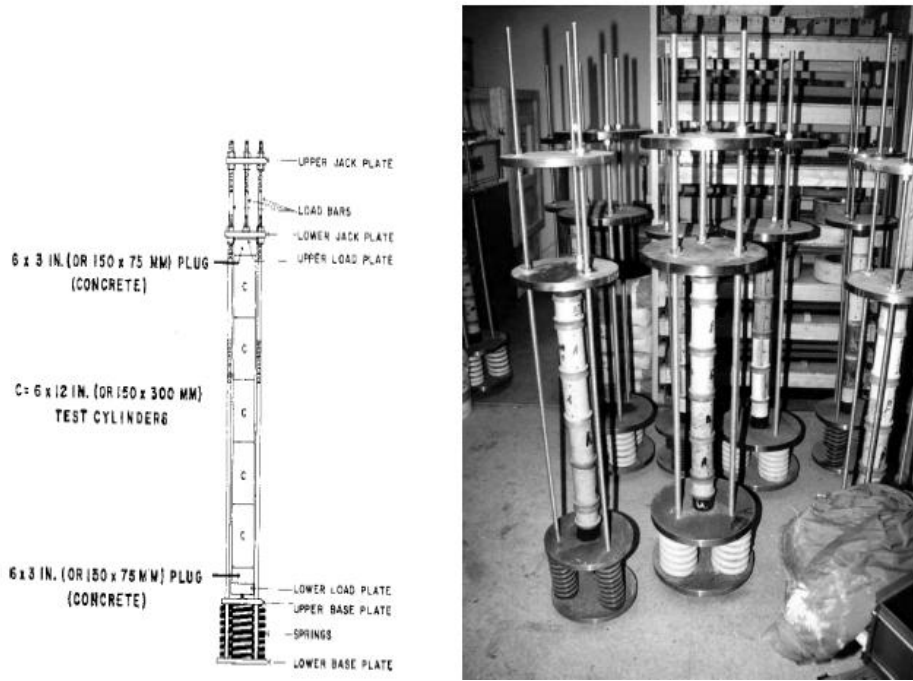 UPPER JACK PLATE
LOAD BARS
LOWER JACK PLATE
UPPER LOAD PLATE
6 x 3 IN. (OR 150 x 75 MM) PLUG
(CONCRETE)
C
C
C= 6 x 12 IN. (OR 150 x 300 MM)
TEST CYLINDERS
C
C
C
6 x 3 IN. (OR 150 x 75 MM) PLUG
(CONCRETE)
LOWER LOAD PLATE
UPPER BASE PLATE
SPRINGS
LOWER BASE PLATE
A
A
A
A
A